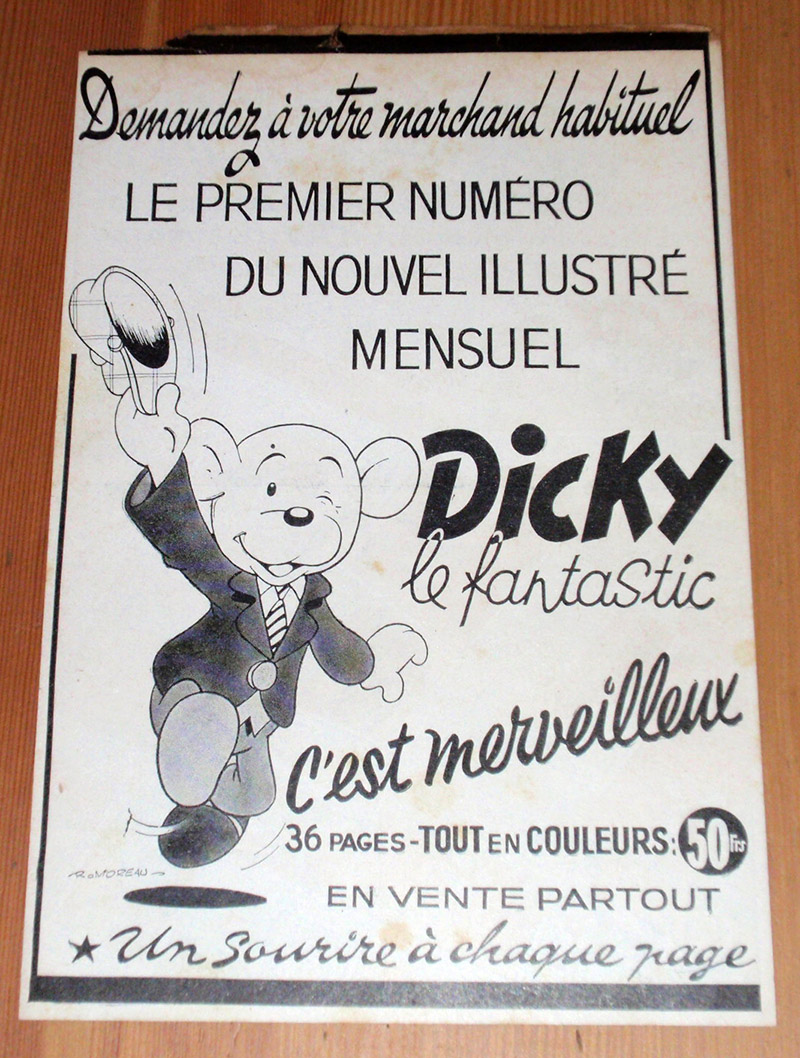 Demandez à votre marchand habituel
LE PREMIER NUMÉRO
DU NOUVEL ILLUSTRÉ
MENSUEL
DicKy
le fantastic
c'est merveilleux
36 PAGES - TOUT EN COULEURS: 50 Frs
R. MOREAU
EN VENTE PARTOUT
★ Un Sourire à chaque page